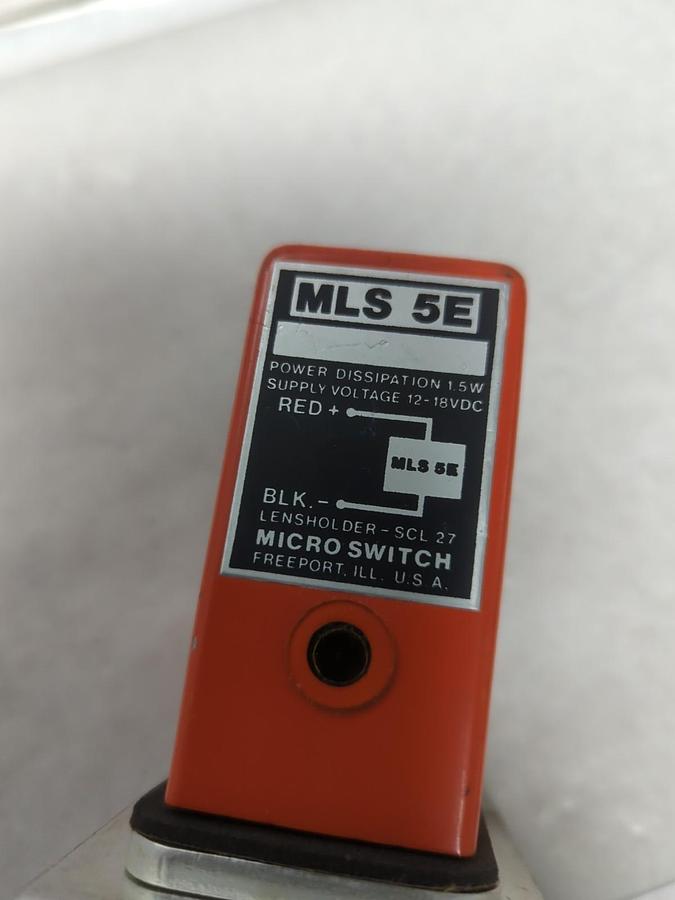 MLS 5E
POWER DISSIPATION 1.5W
SUPPLY VOLTAGE 12-18VDC
RED +
MLS 5E
BLK. -
LENSHOLDER - SCL 27
MICRO SWITCH
FREEPORT, ILL. U.S.A.